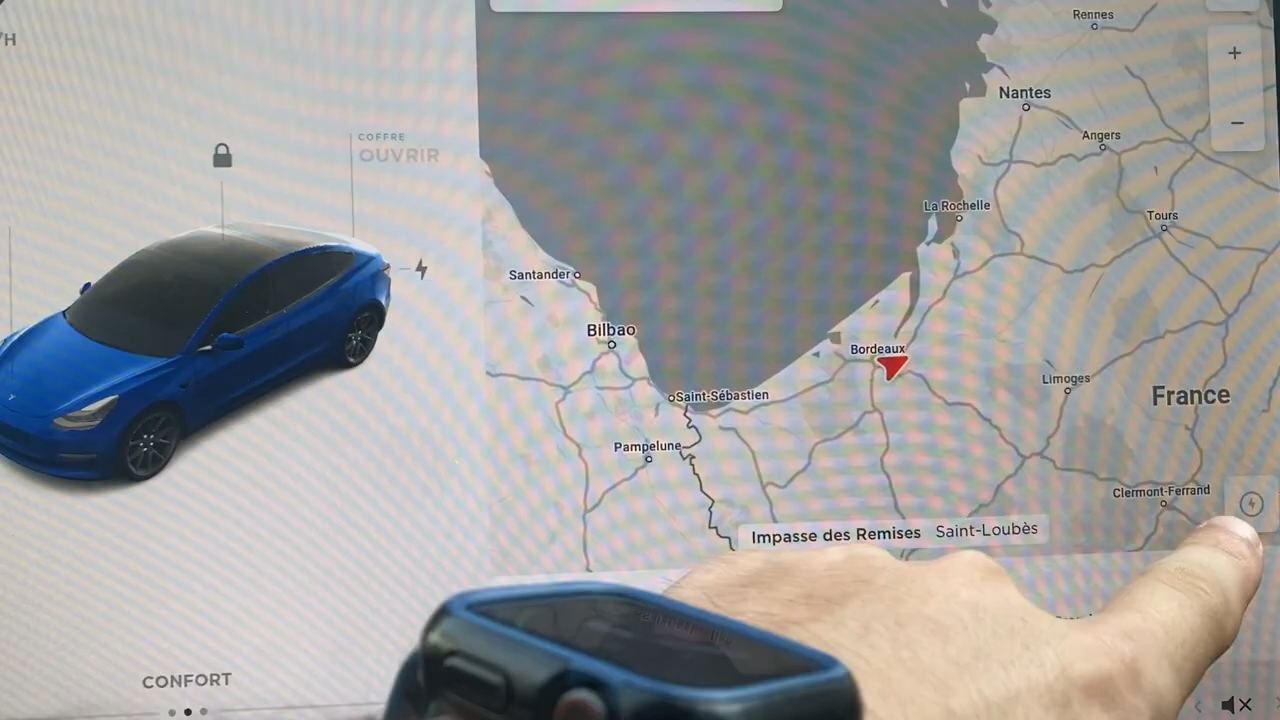 /H
COFFRE
OUVRIR
CONFORT
Rennes
+
Nantes
−
Angers
La Rochelle
Tours
Santander
Bilbao
Bordeaux
Limoges
Saint-Sébastien
France
Pampelune
Clermont-Ferrand
Impasse des Remises Saint-Loubès